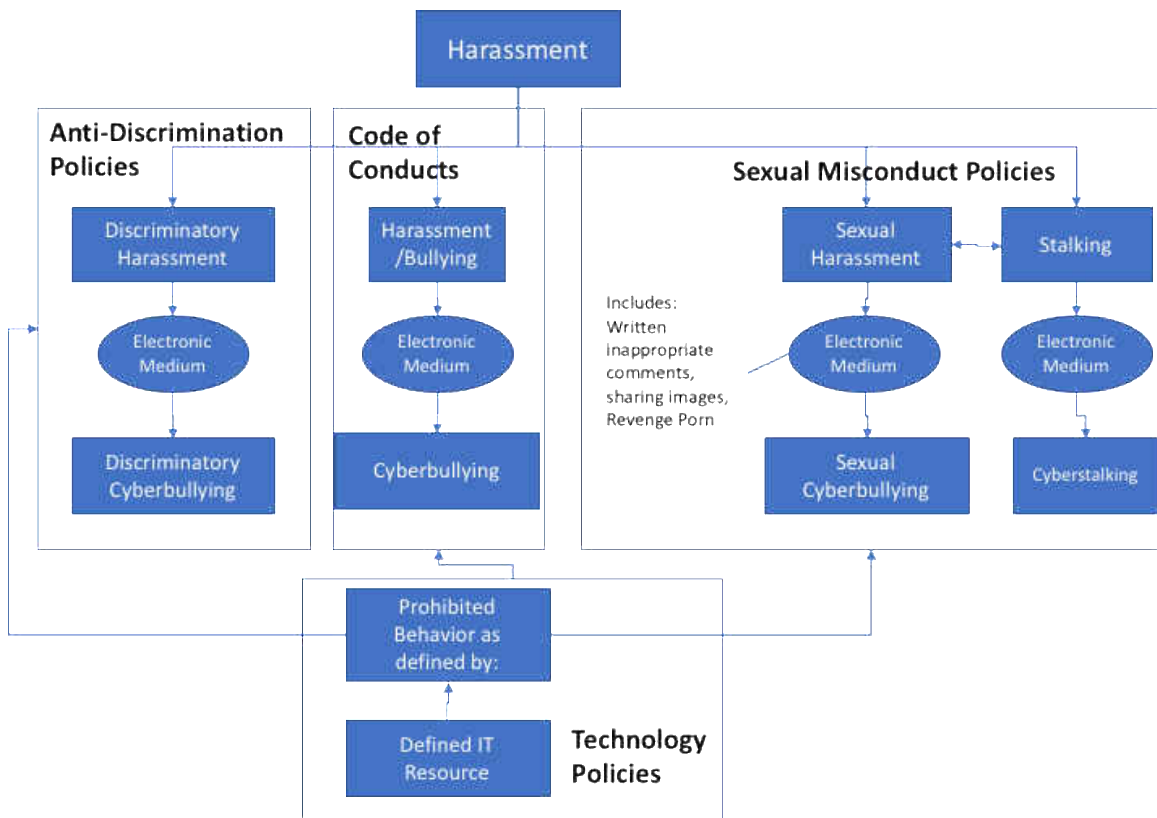 Harassment
Anti-Discrimination
Policies
Discriminatory
Harassment
Electronic
Medium
Discriminatory
Cyberbullying
Code of
Conducts
Harassment
/Bullying
Electronic
Medium
Cyberbullying
Sexual Misconduct Policies
Sexual
Harassment
Stalking
Includes:
Written
inappropriate
comments,
sharing images,
Revenge Porn
Electronic
Medium
Electronic
Medium
Sexual
Cyberbullying
Cyberstalking
Prohibited
Behavior as
defined by:
Defined IT
Resource
Technology
Policies